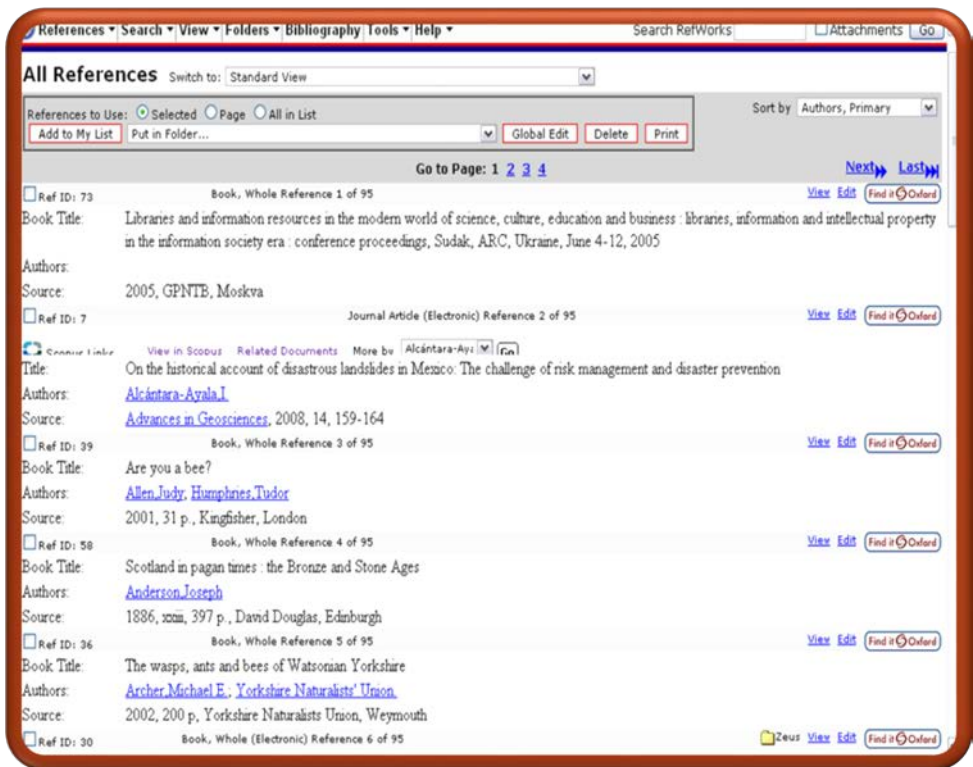 References Search View Folders Bibliography Tools Help Search RefWorks Attachments Go
All References Switch to: Standard View
References to Use: Selected Page All in List Sort by Authors, Primary
Add to My List Put in Folder... Global Edit Delete Print
Go to Page: 1 2 3 4 Next Last
Ref ID: 73 Book, Whole Reference 1 of 95 View Edit Find it @ Oxford
Book Title: Libraries and information resources in the modern world of science, culture, education and business : libraries, information and intellectual property
in the information society era : conference proceedings, Sudak, ARC, Ukraine, June 4-12, 2005
Authors:
Source: 2005, GPNTB, Moskva
Ref ID: 7 Journal Article (Electronic) Reference 2 of 95 View Edit Find it @ Oxford
Scopus Links View in Scopus Related Documents More by Alcántara-Aya Go
Title: On the historical account of disastrous landslides in Mexico: The challenge of risk management and disaster prevention
Authors: Alcántara-Ayala,I.
Source: Advances in Geosciences, 2008, 14, 159-164
Ref ID: 39 Book, Whole Reference 3 of 95 View Edit Find it @ Oxford
Book Title: Are you a bee?
Authors: Allen,Judy; Humphries,Tudor
Source: 2001, 31 p., Kingfisher, London
Ref ID: 58 Book, Whole Reference 4 of 95 View Edit Find it @ Oxford
Book Title: Scotland in pagan times : the Bronze and Stone Ages
Authors: Anderson,Joseph
Source: 1886, xxiii, 397 p., David Douglas, Edinburgh
Ref ID: 36 Book, Whole Reference 5 of 95 View Edit Find it @ Oxford
Book Title: The wasps, ants and bees of Watsonian Yorkshire
Authors: Archer,Michael E.; Yorkshire Naturalists' Union.
Source: 2002, 200 p, Yorkshire Naturalists Union, Weymouth
Ref ID: 30 Book, Whole (Electronic) Reference 6 of 95 Zeus View Edit Find it @ Oxford